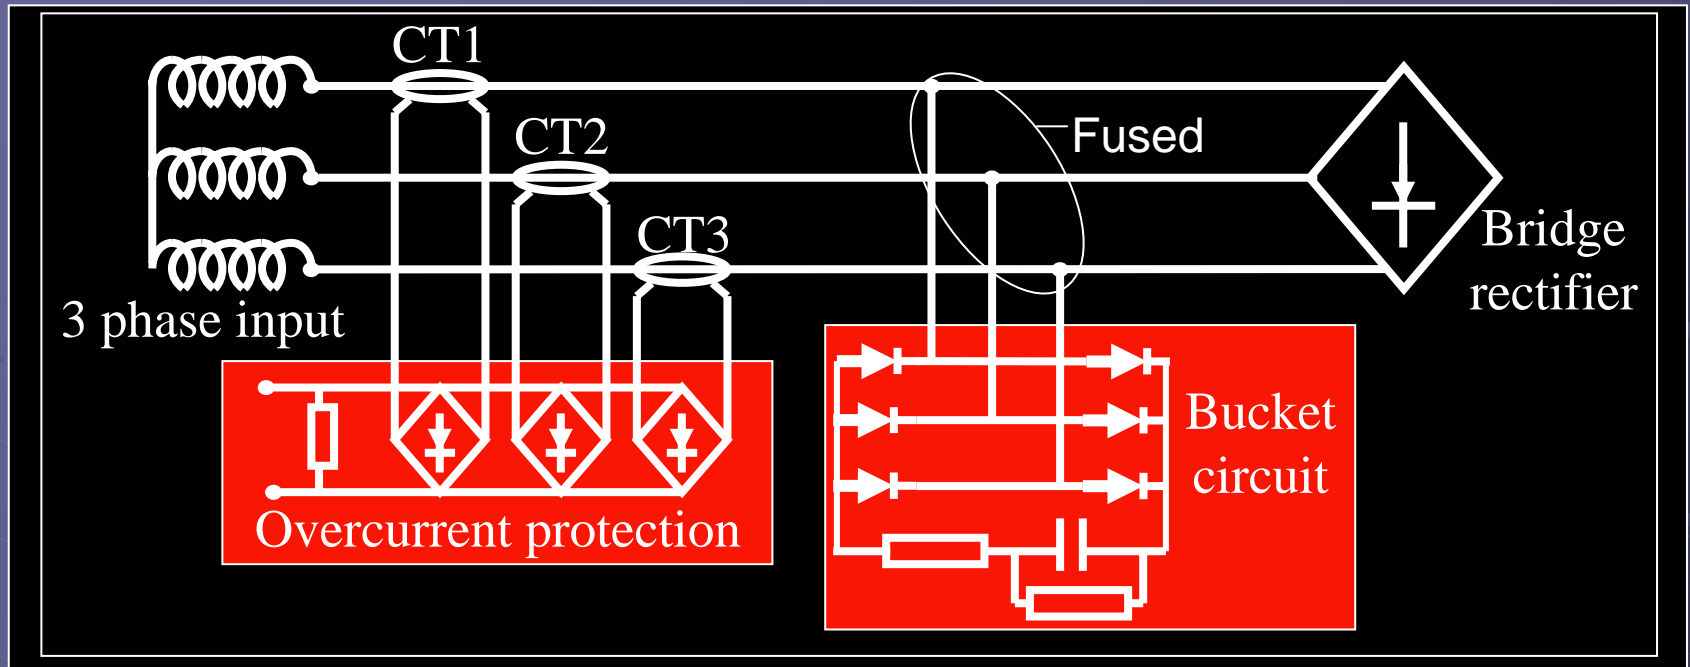 CT1
CT2
Fused
CT3
Bridge
rectifier
3 phase input
Bucket
circuit
Overcurrent protection